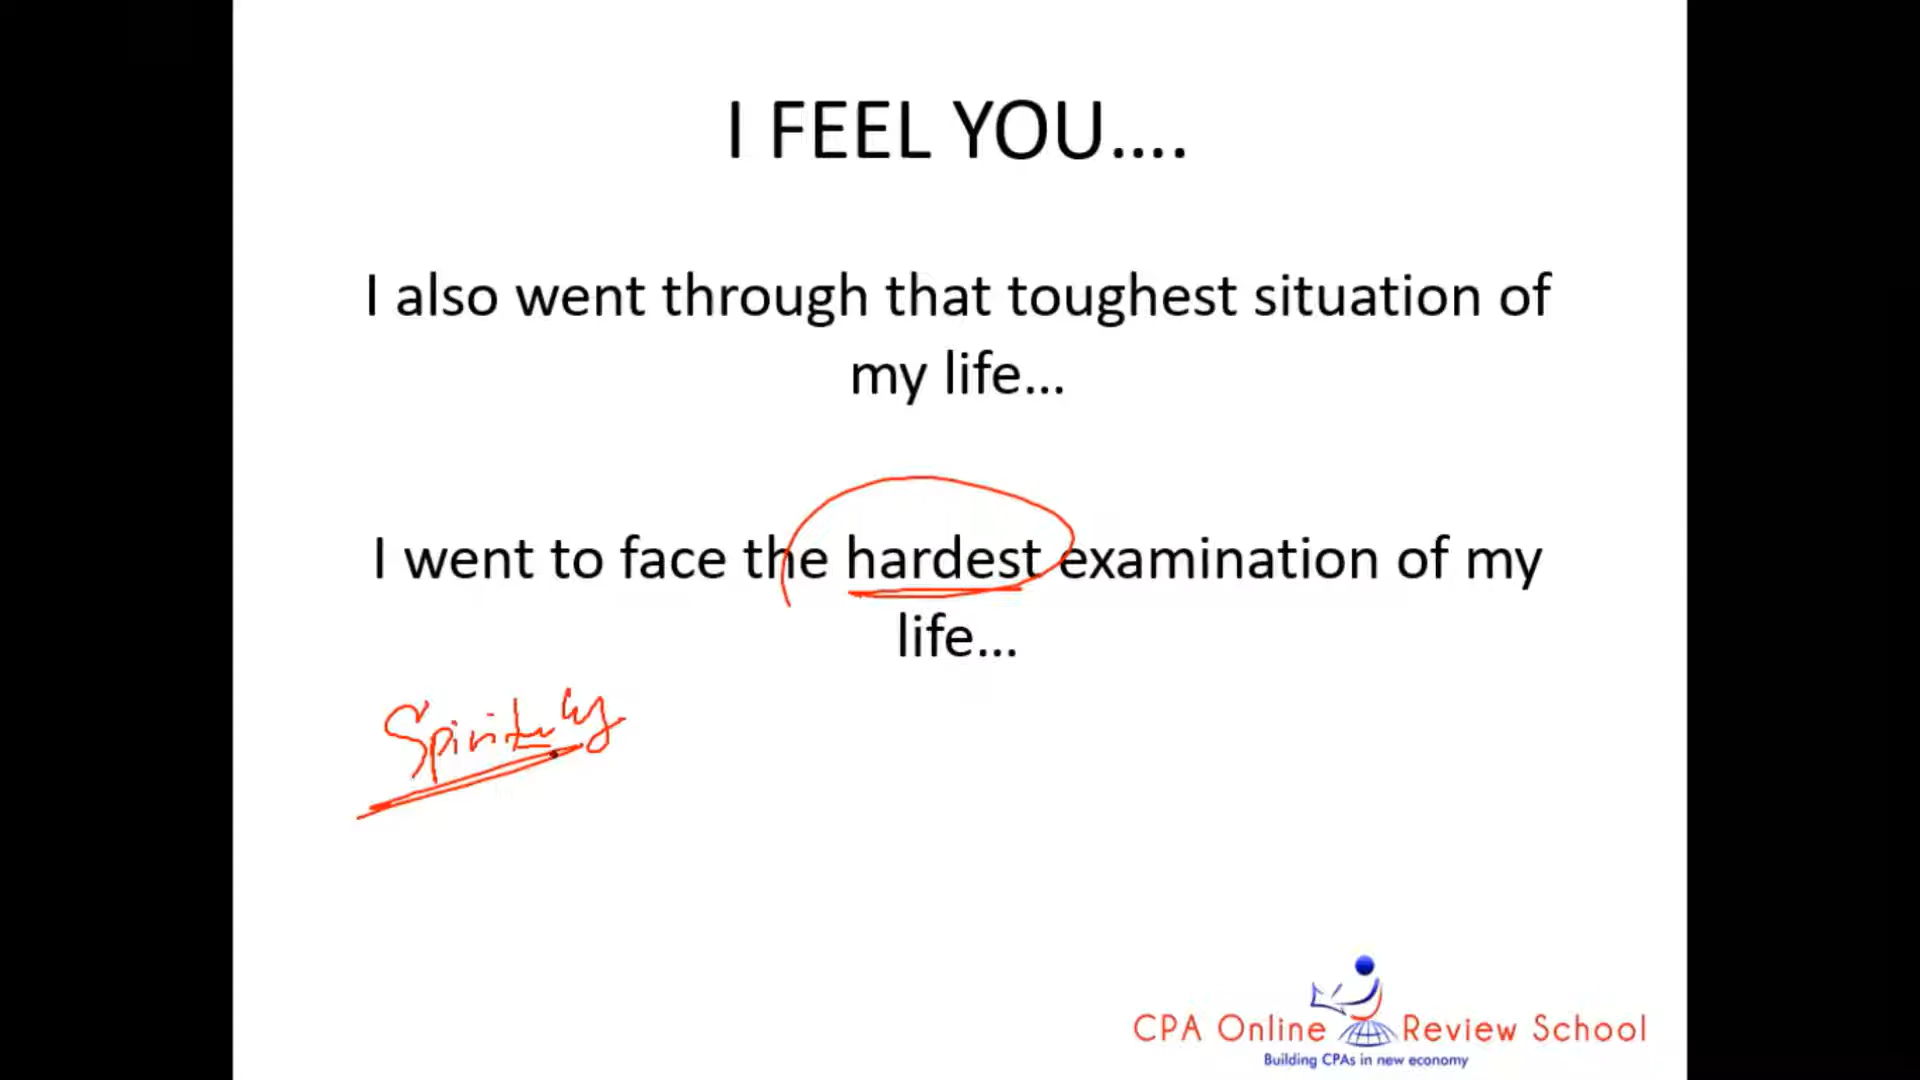 I FEEL YOU....
I also went through that toughest situation of
my life...
I went to face the hardest examination of my
life...
Spiritually
CPA Online Review School
Building CPAs in new economy